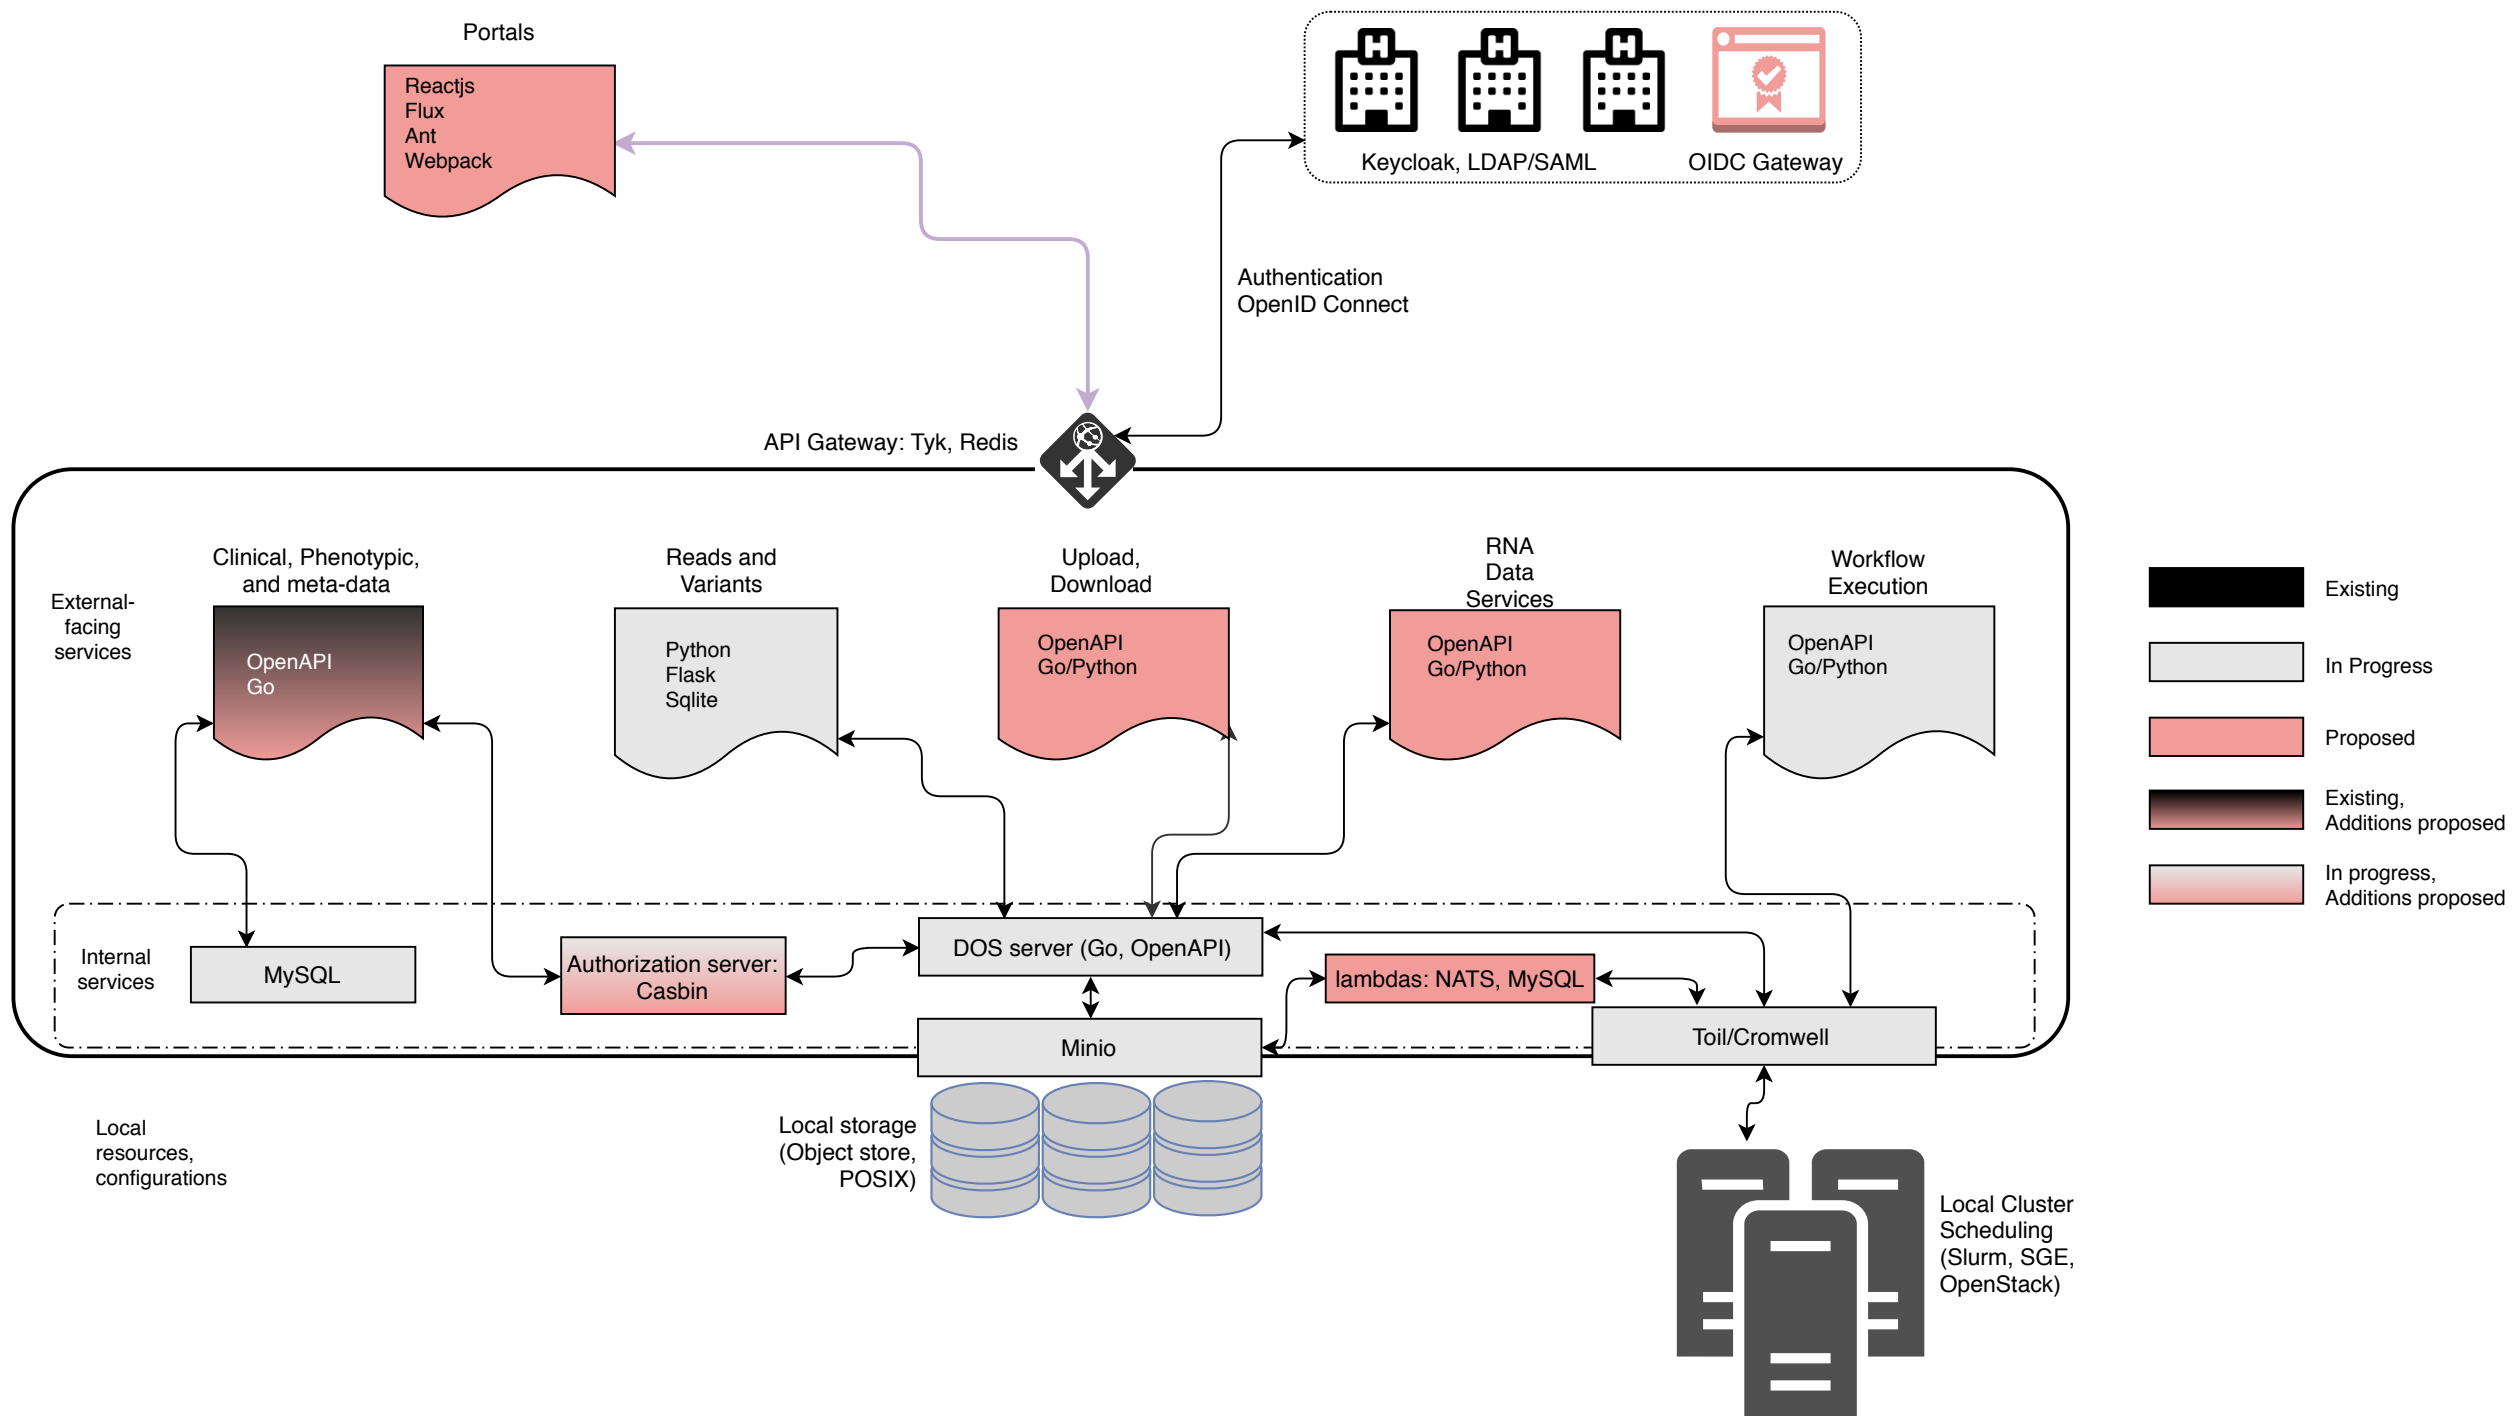 Portals
Reactjs
Flux
Ant
Webpack
Keycloak, LDAP/SAML
OIDC Gateway
Authentication
OpenID Connect
API Gateway: Tyk, Redis
External-
facing
services
Clinical, Phenotypic,
and meta-data
OpenAPI
Go
Reads and
Variants
Python
Flask
Sqlite
Upload,
Download
OpenAPI
Go/Python
RNA
Data
Services
OpenAPI
Go/Python
Workflow
Execution
OpenAPI
Go/Python
Existing
In Progress
Proposed
Existing,
Additions proposed
In progress,
Additions proposed
Internal
services
MySQL
Authorization server:
Casbin
DOS server (Go, OpenAPI)
lambdas: NATS, MySQL
Minio
Toil/Cromwell
Local
resources,
configurations
Local storage
(Object store,
POSIX)
Local Cluster
Scheduling
(Slurm, SGE,
OpenStack)